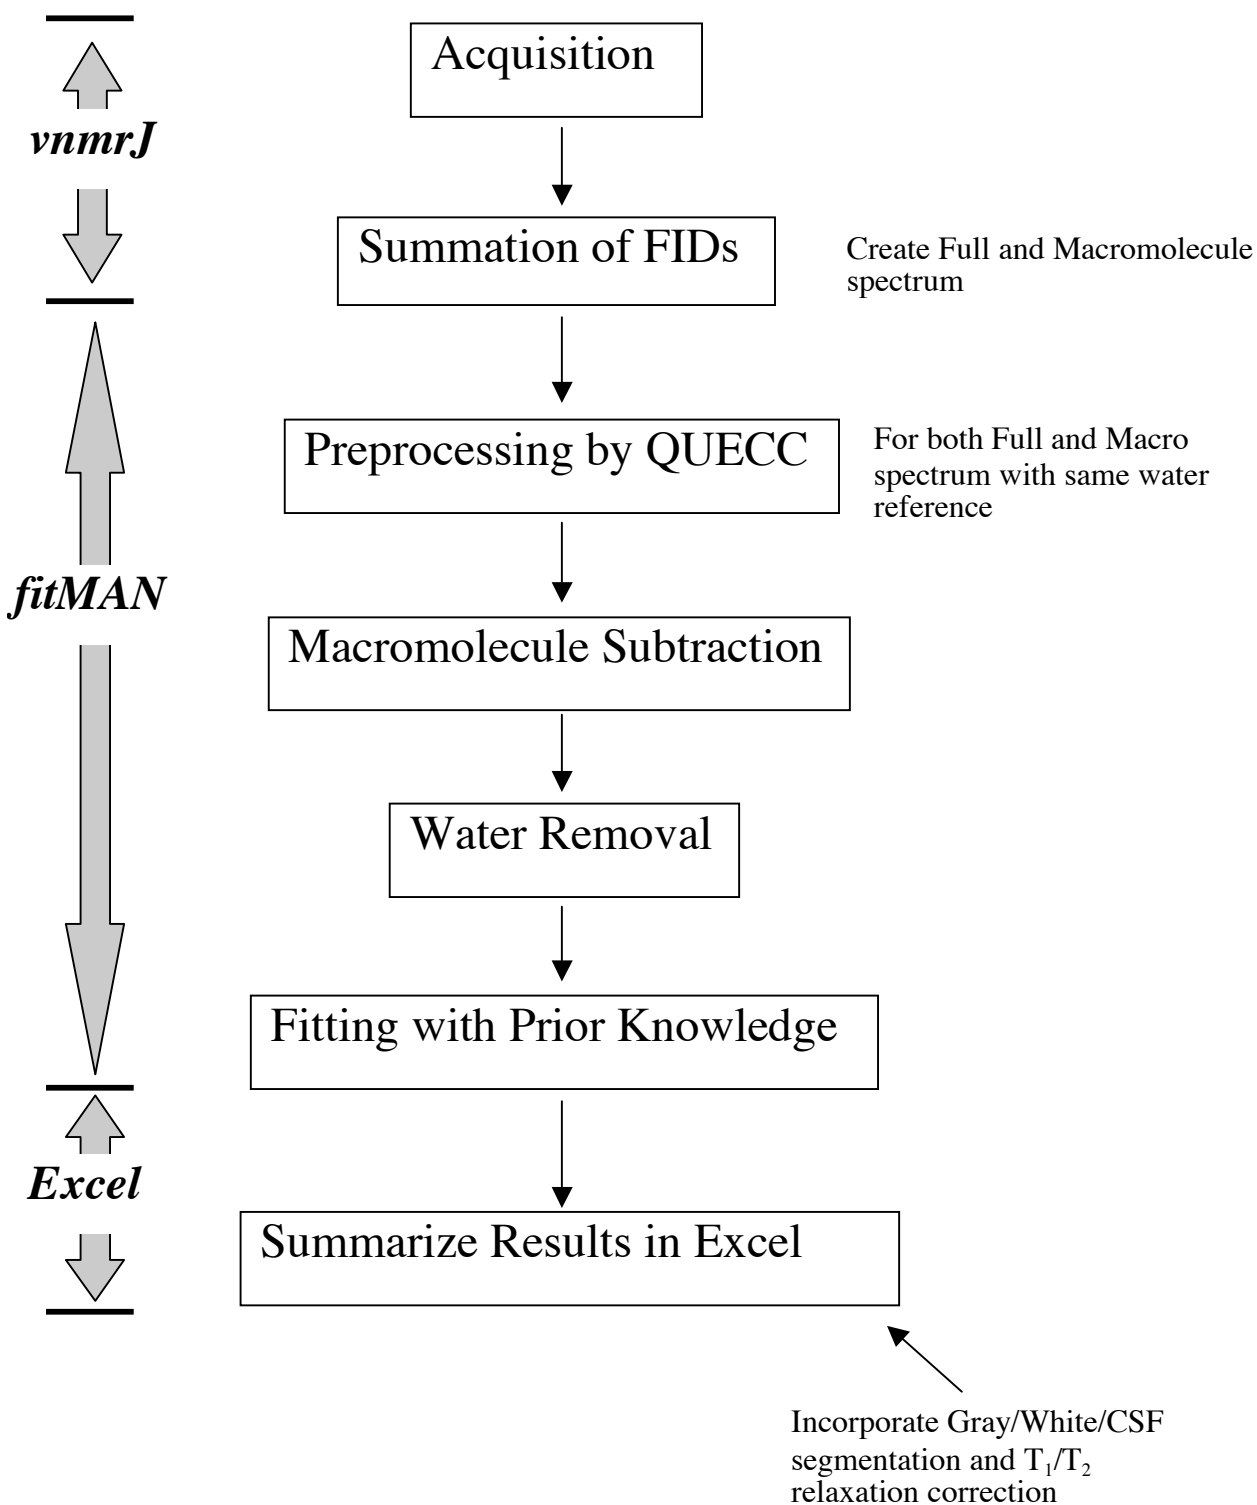 Acquisition
vnmrJ
Summation of FIDs
Create Full and Macromolecule
spectrum
Preprocessing by QUECC
For both Full and Macro
spectrum with same water
reference
fitMAN
Macromolecule Subtraction
Water Removal
Fitting with Prior Knowledge
Excel
Summarize Results in Excel
Incorporate Gray/White/CSF
segmentation and T₁/T₂
relaxation correction